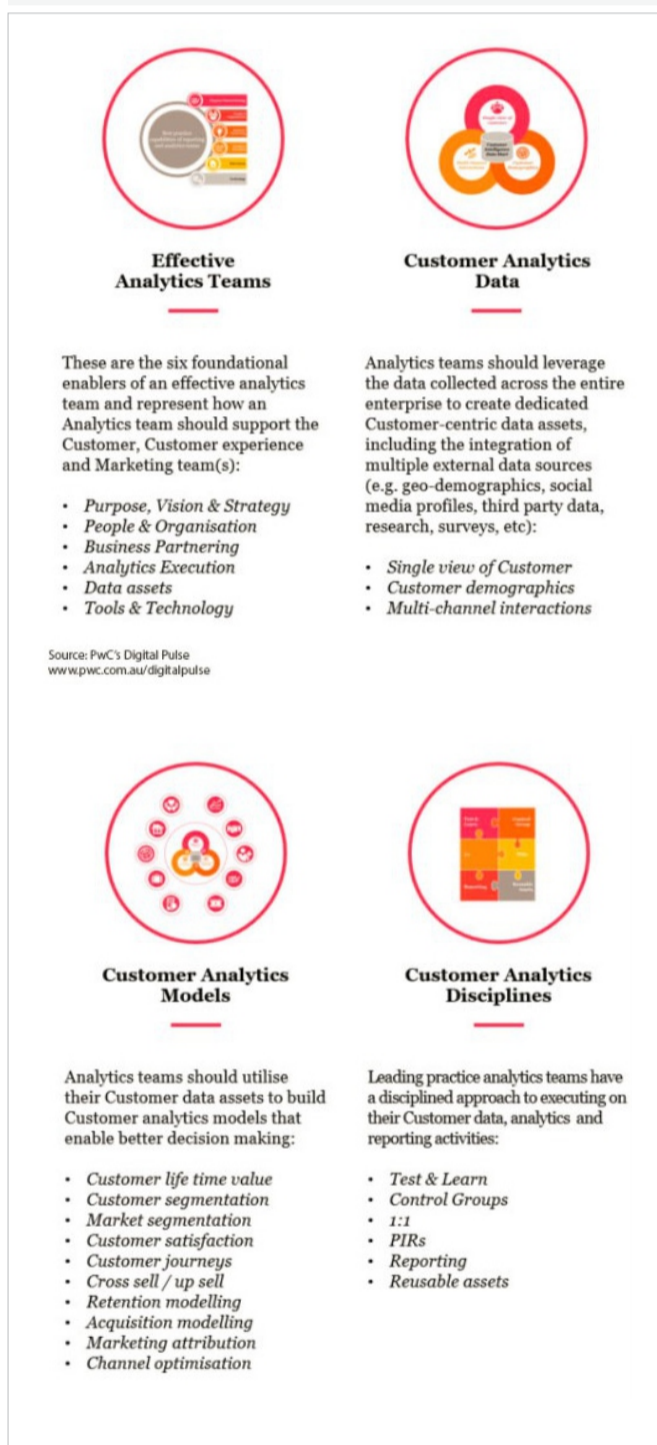 Effective
Analytics Teams
These are the six foundational
enablers of an effective analytics
team and represent how an
Analytics team should support the
Customer, Customer experience
and Marketing team(s):
• Purpose, Vision & Strategy
• People & Organisation
• Business Partnering
• Analytics Execution
• Data assets
• Tools & Technology
Customer Analytics
Data
Analytics teams should leverage
the data collected across the entire
enterprise to create dedicated
Customer-centric data assets,
including the integration of
multiple external data sources
(e.g. geo-demographics, social
media profiles, third party data,
research, surveys, etc):
• Single view of Customer
• Customer demographics
• Multi-channel interactions
Source: PwC's Digital Pulse
www.pwc.com.au/digitalpulse
Customer Analytics
Models
Analytics teams should utilise
their Customer data assets to build
Customer analytics models that
enable better decision making:
• Customer life time value
• Customer segmentation
• Market segmentation
• Customer satisfaction
• Customer journeys
• Cross sell / up sell
• Retention modelling
• Acquisition modelling
• Marketing attribution
• Channel optimisation
Customer Analytics
Disciplines
Leading practice analytics teams have
a disciplined approach to executing on
their Customer data, analytics and
reporting activities:
• Test & Learn
• Control Groups
• 1:1
• PIRs
• Reporting
• Reusable assets